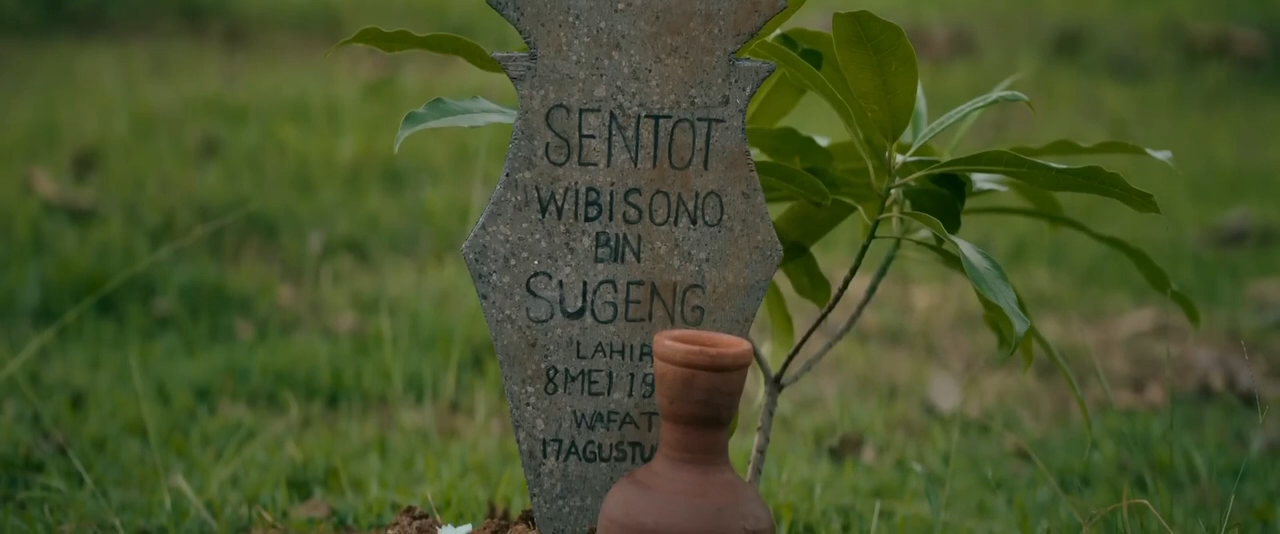 SENTOT
WIBISONO
BIN
SUGENG
LAHIR
8 MEI 19
WAFAT
17 AGUSTU